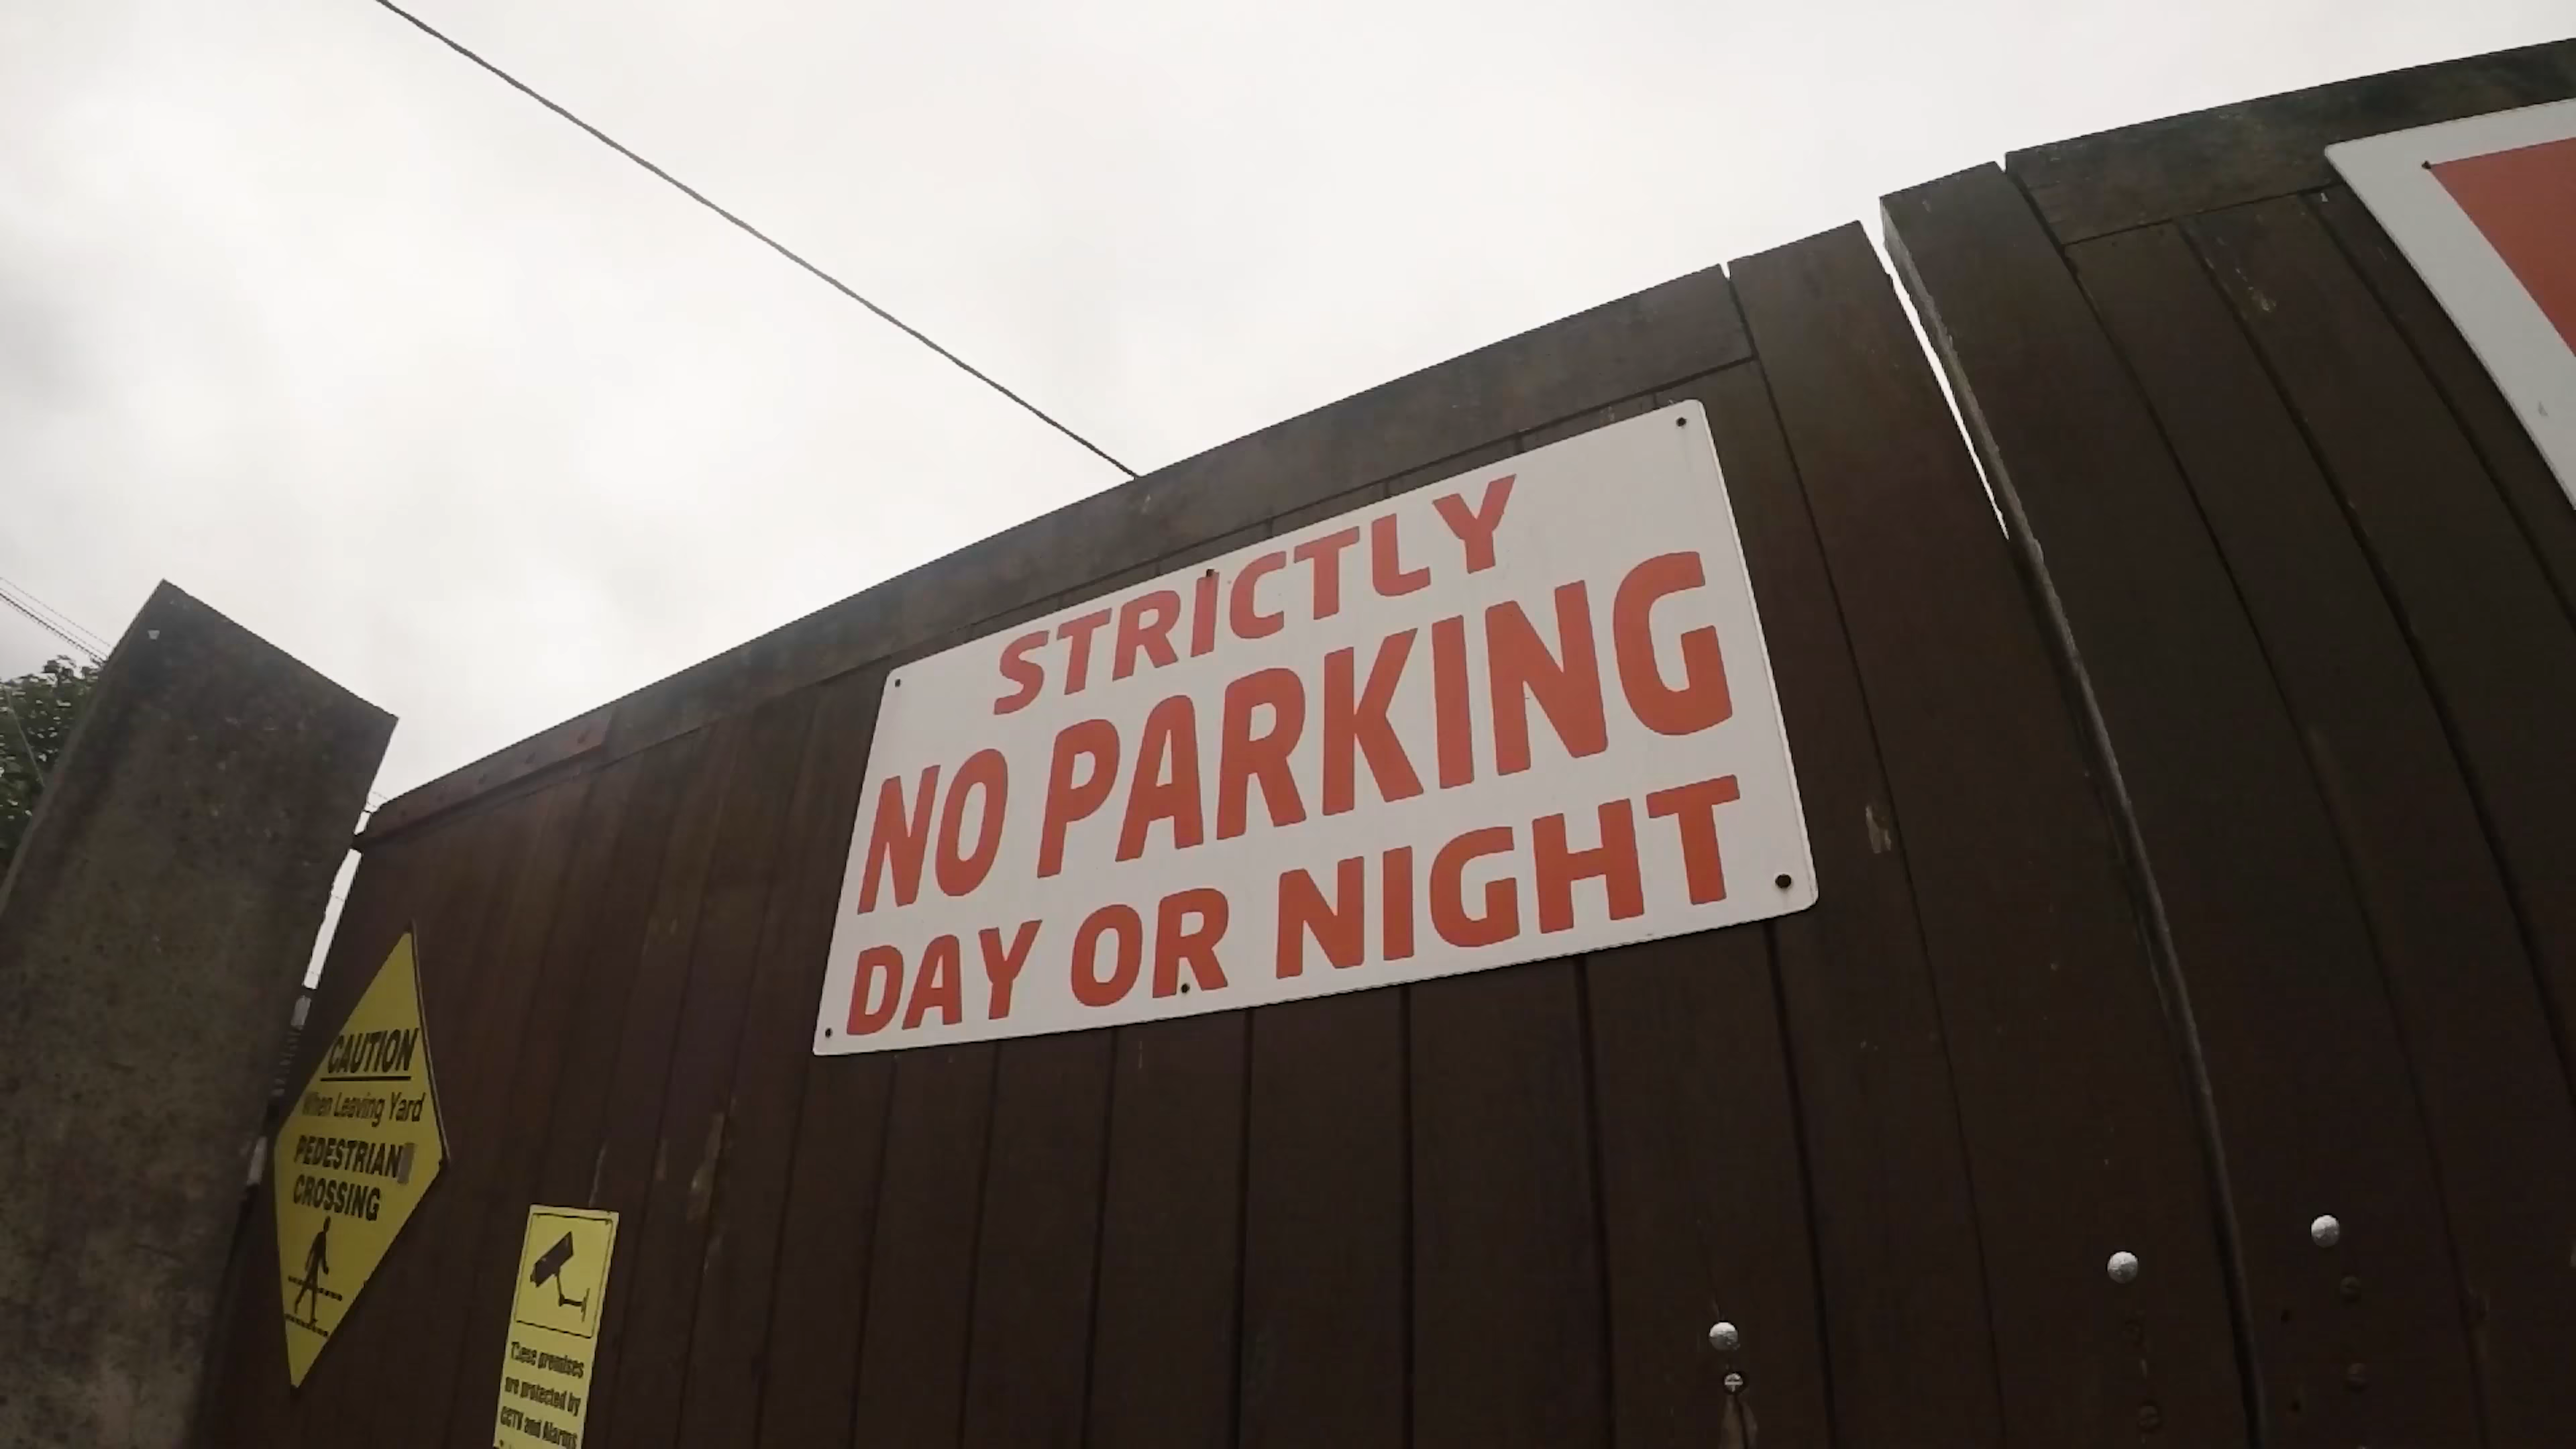 STRICTLY
NO PARKING
DAY OR NIGHT
CAUTION
When Leaving Yard
PEDESTRIAN
CROSSING
These premises
are protected by
CCTV and Alarms